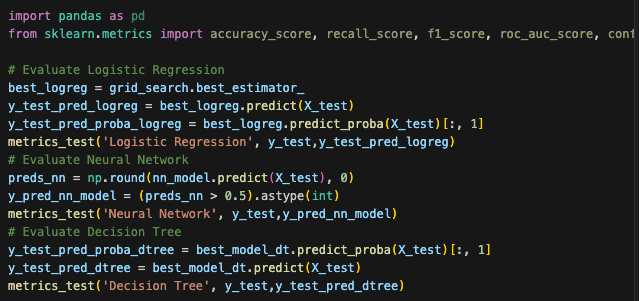 import pandas as pd
from sklearn.metrics import accuracy_score, recall_score, f1_score, roc_auc_score, conf
# Evaluate Logistic Regression
best_logreg = grid_search.best_estimator_
y_test_pred_logreg = best_logreg.predict(X_test)
y_test_pred_proba_logreg = best_logreg.predict_proba(X_test)[:, 1]
metrics_test('Logistic Regression', y_test,y_test_pred_logreg)
# Evaluate Neural Network
preds_nn = np.round(nn_model.predict(X_test), 0)
y_pred_nn_model = (preds_nn > 0.5).astype(int)
metrics_test('Neural Network', y_test,y_pred_nn_model)
# Evaluate Decision Tree
y_test_pred_proba_dtree = best_model_dt.predict_proba(X_test)[:, 1]
y_test_pred_dtree = best_model_dt.predict(X_test)
metrics_test('Decision Tree', y_test,y_test_pred_dtree)